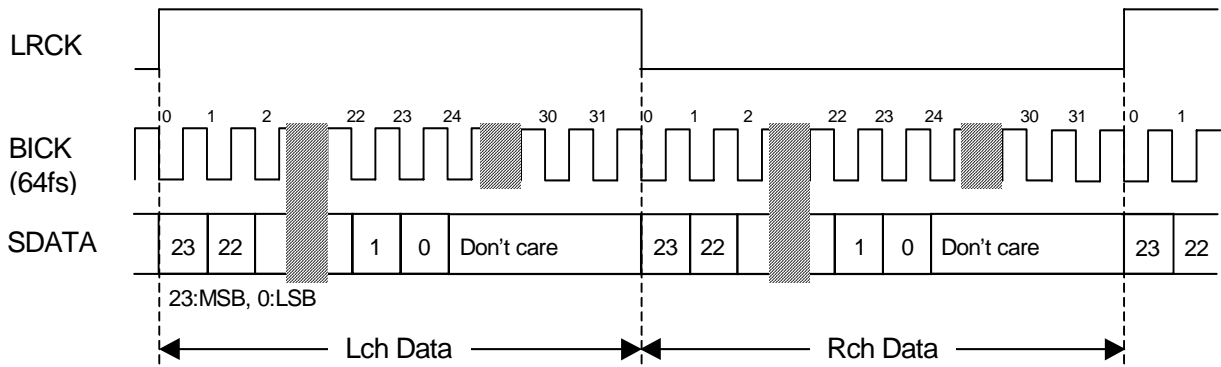 LRCK
0 1 2 22 23 24 30 31 0 1 2 22 23 24 30 31 0 1
BICK
(64fs)
SDATA 23 22 1 0 Don't care 23 22 1 0 Don't care 23 22
23:MSB, 0:LSB
Lch Data Rch Data